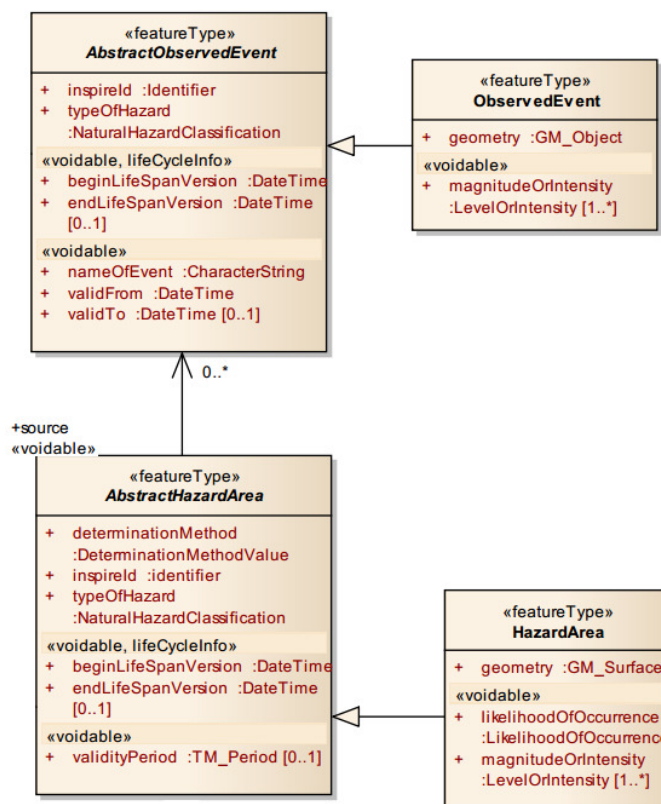 «featureType»
AbstractObservedEvent
+ inspireId :Identifier
+ typeOfHazard
:NaturalHazardClassification
«voidable, lifeCycleInfo»
+ beginLifeSpanVersion :DateTime
+ endLifeSpanVersion :DateTime
[0..1]
«voidable»
+ nameOfEvent :CharacterString
+ validFrom :DateTime
+ validTo :DateTime [0..1]
«featureType»
ObservedEvent
+ geometry :GM_Object
«voidable»
+ magnitudeOrIntensity
:LevelOrIntensity [1..*]
0..*
+source
«voidable»
«featureType»
AbstractHazardArea
+ determinationMethod
:DeterminationMethodValue
+ inspireId :identifier
+ typeOfHazard
:NaturalHazardClassification
«voidable, lifeCycleInfo»
+ beginLifeSpanVersion :DateTime
+ endLifeSpanVersion :DateTime
[0..1]
«voidable»
+ validityPeriod :TM_Period [0..1]
«featureType»
HazardArea
+ geometry :GM_Surface
«voidable»
+ likelihoodOfOccurrence
:LikelihoodOfOccurrence
+ magnitudeOrIntensity
:LevelOrIntensity [1..*]